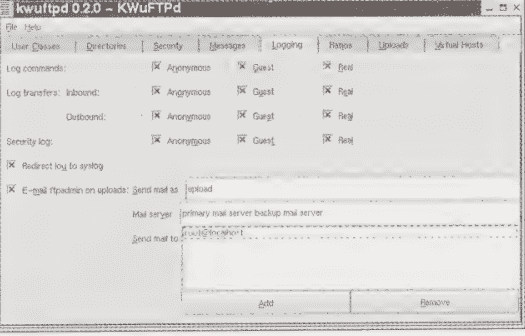 kwuftpd 0.2.0 - KWuFTPd
File Help
User Classes Directories Security Messages Logging Ratios Uploads Virtual Hosts
Log commands: Anonymous Guest Real
Log transfers: Inbound: Anonymous Guest Real
Outbound: Anonymous Guest Real
Security log: Anonymous Guest Real
Redirect log to syslog
E-mail ftpadmin on uploads: Send mail as upload
Mail server primary mail server backup mail server
Send mail to root@localhost
Add Remove